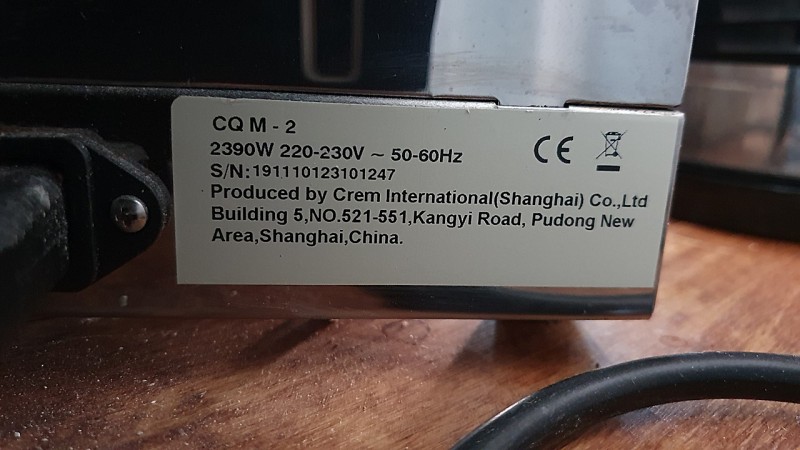 CQ M - 2
2390W 220-230V ~ 50-60Hz
CE
S/N:191110123101247
Produced by Crem International(Shanghai) Co.,Ltd
Building 5,NO.521-551,Kangyi Road, Pudong New
Area,Shanghai,China.